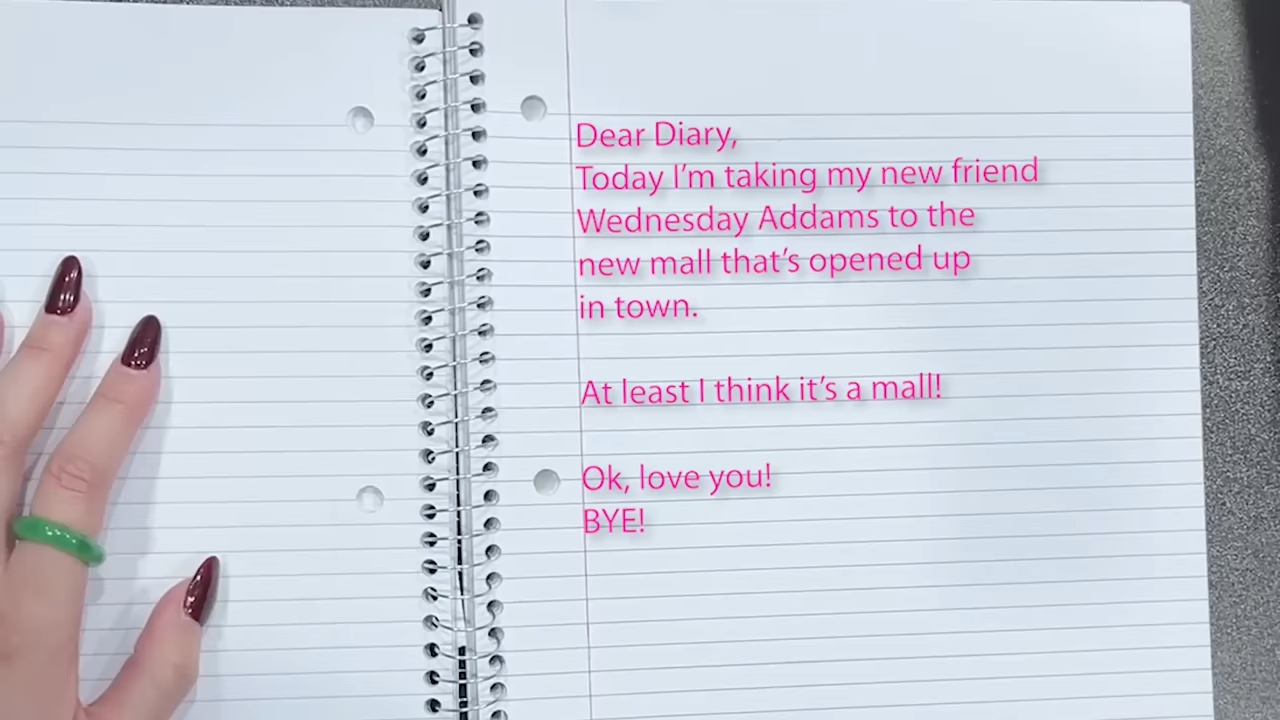 Dear Diary,
Today I'm taking my new friend
Wednesday Addams to the
new mall that's opened up
in town.
At least I think it's a mall!
Ok, love you!
BYE!